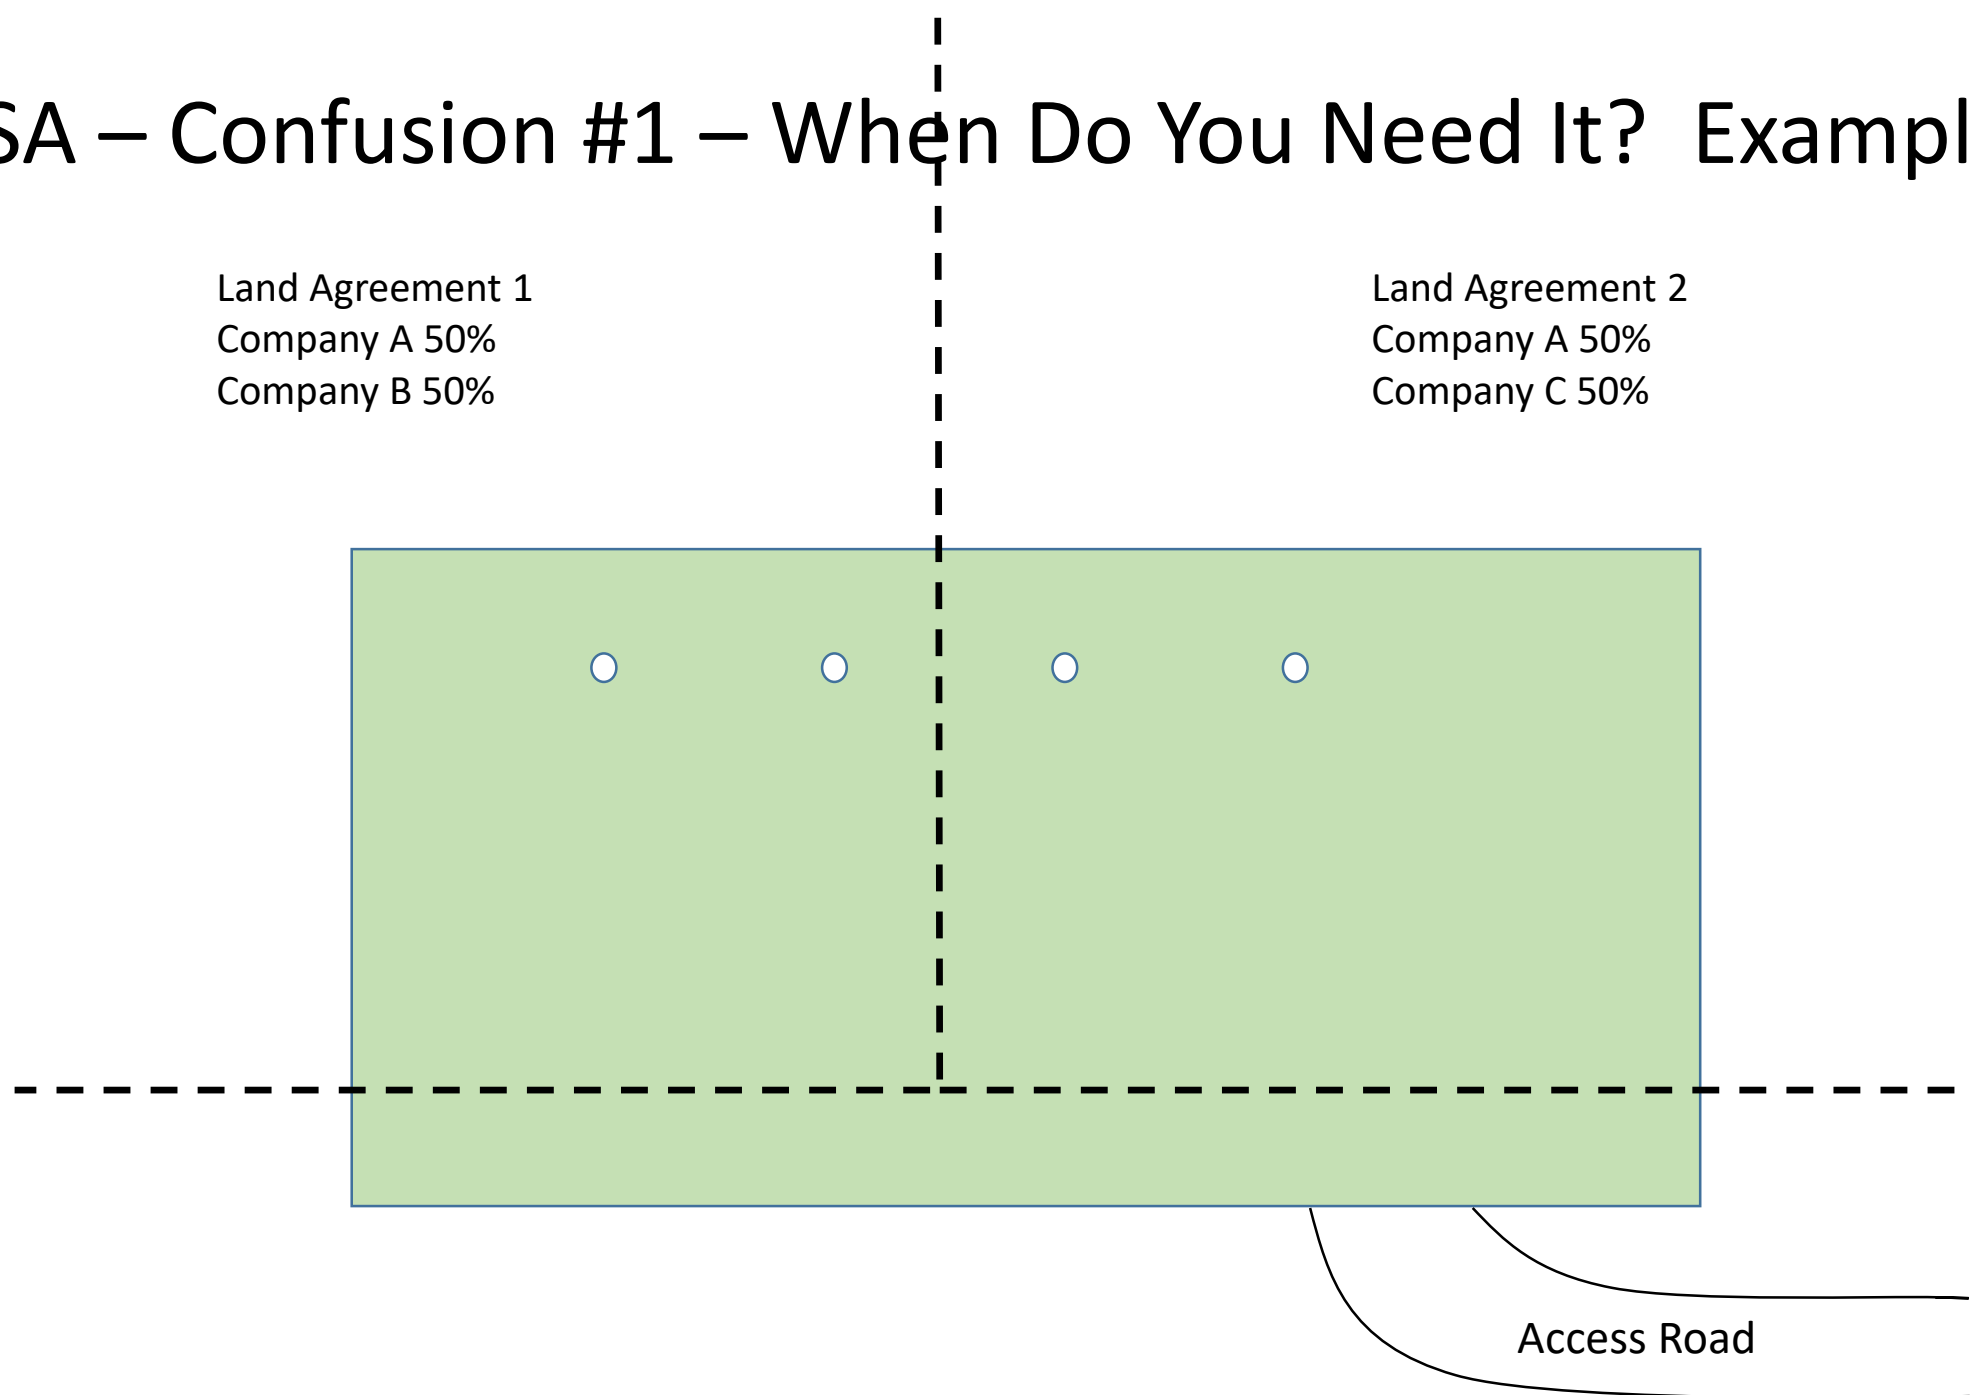 SA – Confusion #1 – When Do You Need It? Exampl
Land Agreement 1
Company A 50%
Company B 50%
Land Agreement 2
Company A 50%
Company C 50%
Access Road